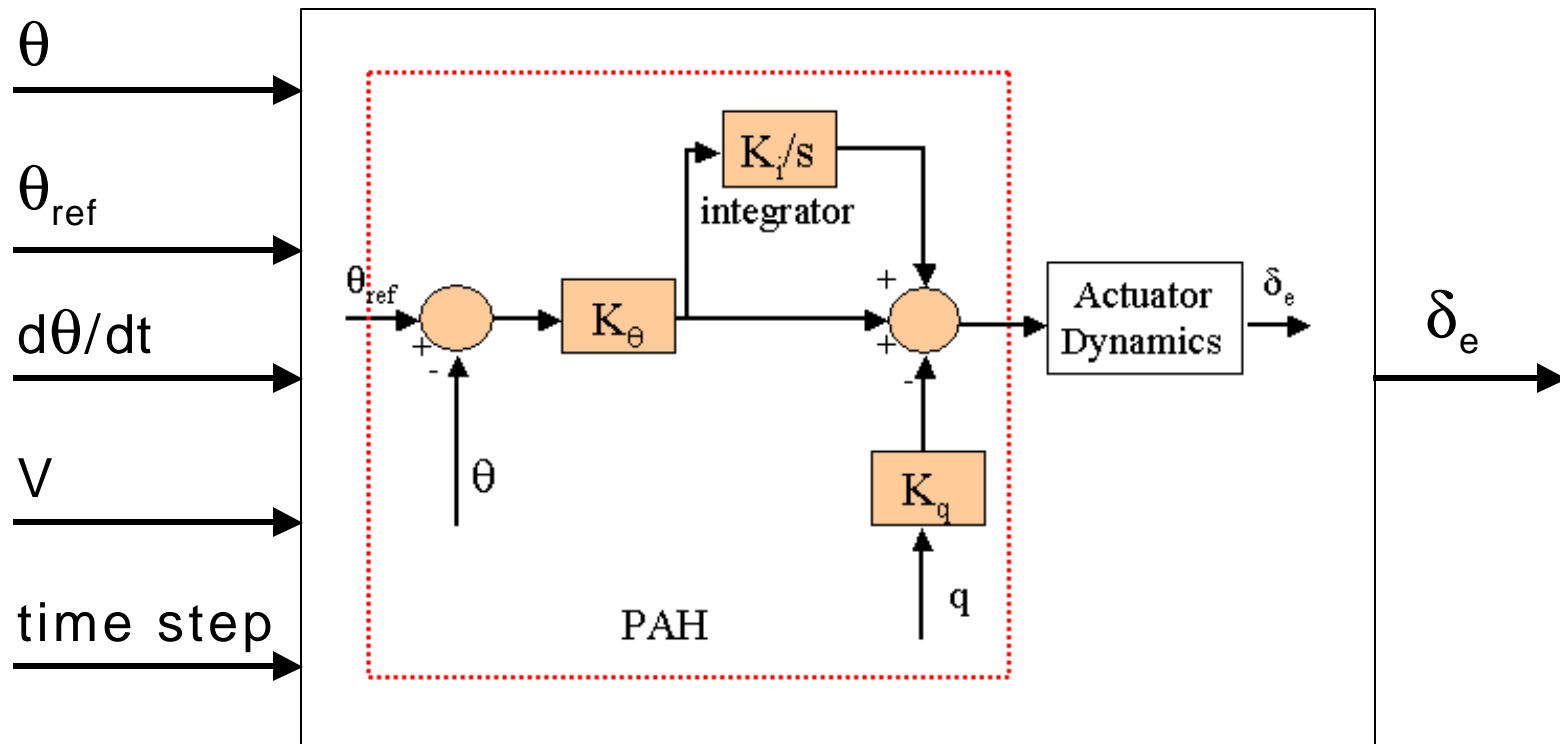 θ
θref
dθ/dt
V
time step
Ki/s
integrator
θref
+
-
θ
Kθ
+
+
-
Kq
q
PAH
Actuator
Dynamics
δe
δe